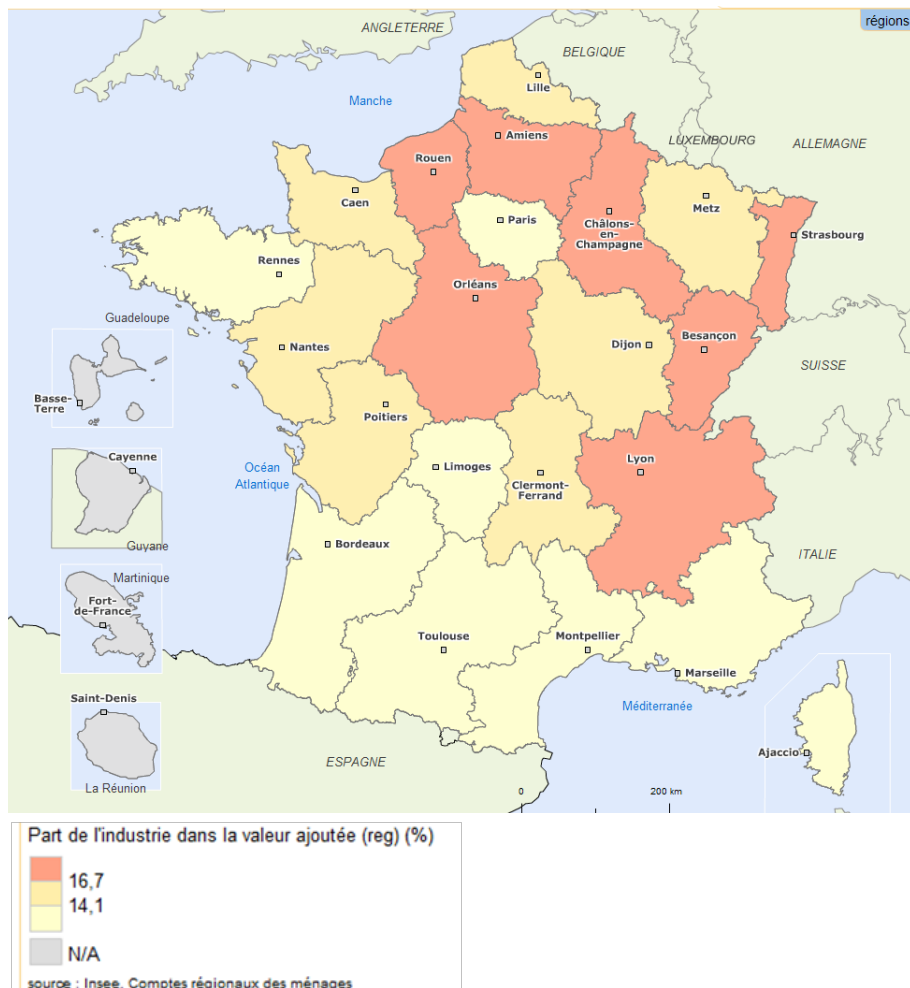 régions
ANGLETERRE
BELGIQUE
Lille
Manche
Amiens
LUXEMBOURG
ALLEMAGNE
Rouen
Metz
Caen
Paris
Châlons-
en-
Champagne
Strasbourg
Rennes
Orléans
Guadeloupe
Besançon
Nantes
Dijon
SUISSE
Basse-
Terre
Poitiers
Cayenne
Océan
Atlantique
Limoges
Lyon
Clermont-
Ferrand
Guyane
Bordeaux
ITALIE
Martinique
Fort-
de-France
Toulouse
Montpellier
Marseille
Saint-Denis
Méditerranée
Ajaccio
ESPAGNE
La Réunion
0 200 km
Part de l'industrie dans la valeur ajoutée (reg) (%)
16,7
14,1
N/A
source : Insee, Comptes régionaux des ménages